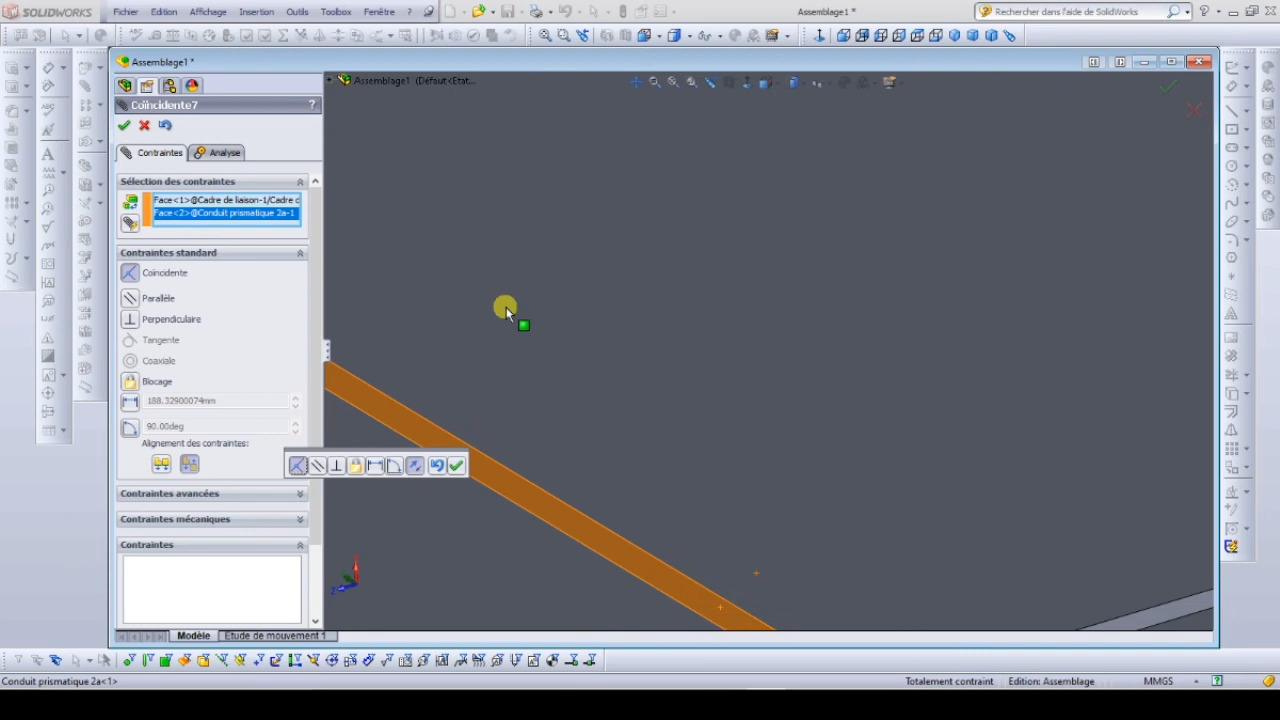 SOLIDWORKS Fichier Edition Affichage Insertion Outils Toolbox Fenêtre ? Assemblage1 * Rechercher dans l'aide de SolidWorks
Assemblage1 *
Assemblage1 (Défaut<Etat...
Coïncidente7 ?
Contraintes Analyse
Sélection des contraintes
Face<1>@Cadre de liaison-1/Cadre d
Face<2>@Conduit prismatique 2a-1
Contraintes standard
Coïncidente
Parallèle
Perpendiculaire
Tangente
Coaxiale
Blocage
188.32900074mm
90.00deg
Alignement des contraintes:
Contraintes avancées
Contraintes mécaniques
Contraintes
Modèle Etude de mouvement 1
Conduit prismatique 2a<1> Totalement contraint Edition: Assemblage MMGS